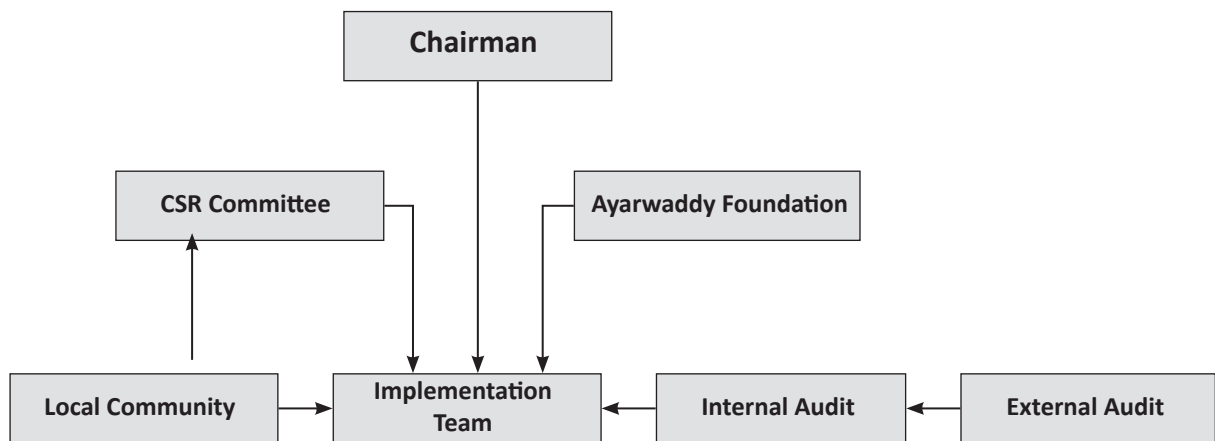 Chairman
CSR Committee
Ayarwaddy Foundation
Local Community
Implementation
Team
Internal Audit
External Audit